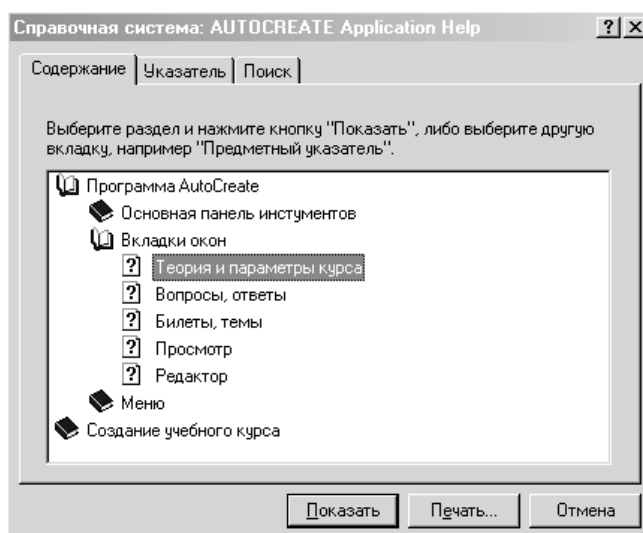 Справочная система: AUTOCREATE Application Help
Содержание Указатель Поиск
Выберите раздел и нажмите кнопку "Показать", либо выберите другую
вкладку, например "Предметный указатель".
Программа AutoCreate
Основная панель инстументов
Вкладки окон
Теория и параметры курса
Вопросы, ответы
Билеты, темы
Просмотр
Редактор
Меню
Создание учебного курса
Показать Печать... Отмена